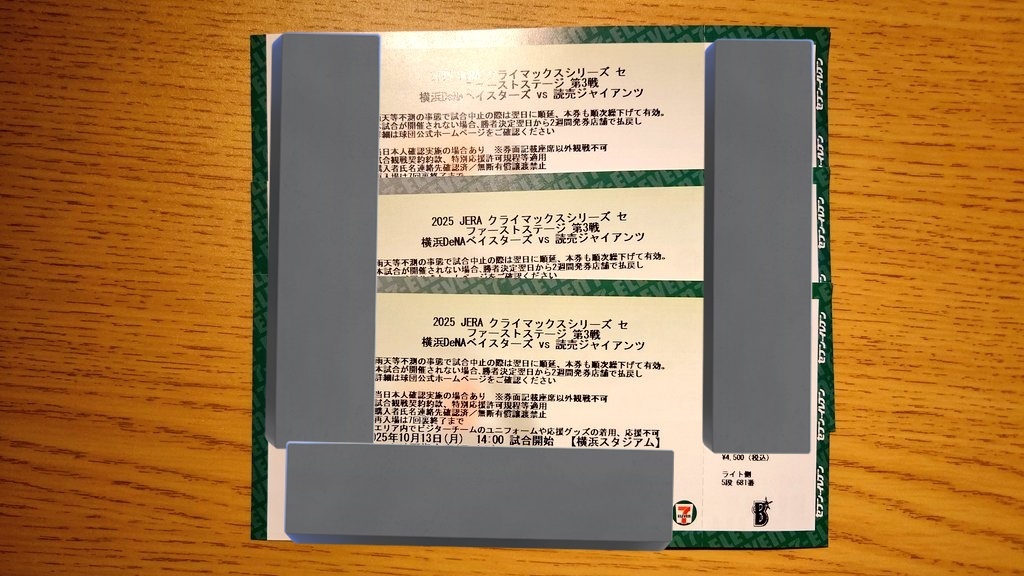 クライマックスシリーズ セ
ファーストステージ 第3戦
横浜DeNAベイスターズ vs 読売ジャイアンツ
雨天等不測の事態で試合中止の際は翌日に順延、本券も順次繰下げて有効。
本試合が開催されない場合、勝者決定翌日から2週間発券店舗で払戻し
詳細は球団公式ホームページをご確認ください
当日本人確認実施の場合あり ※券面記載座席以外観戦不可
試合観戦契約約款、特別応援許可規程等適用
購入者氏名連絡先確認済/無断有償譲渡禁止
再入場は7回裏終了まで
2025 JERA クライマックスシリーズ セ
ファーストステージ 第3戦
横浜DeNAベイスターズ vs 読売ジャイアンツ
雨天等不測の事態で試合中止の際は翌日に順延、本券も順次繰下げて有効。
本試合が開催されない場合、勝者決定翌日から2週間発券店舗で払戻し
2025 JERA クライマックスシリーズ セ
ファーストステージ 第3戦
横浜DeNAベイスターズ vs 読売ジャイアンツ
雨天等不測の事態で試合中止の際は翌日に順延、本券も順次繰下げて有効。
本試合が開催されない場合、勝者決定翌日から2週間発券店舗で払戻し
詳細は球団公式ホームページをご確認ください
当日本人確認実施の場合あり ※券面記載座席以外観戦不可
試合観戦契約約款、特別応援許可規程等適用
購入者氏名連絡先確認済/無断有償譲渡禁止
再入場は7回裏終了まで
エリア内でビジターチームのユニフォームや応援グッズの着用、応援不可
025年10月13日(月) 14:00 試合開始 【横浜スタジアム】
¥4,500(税込)
ライト側
5段 681番
7 ELEVEN
B